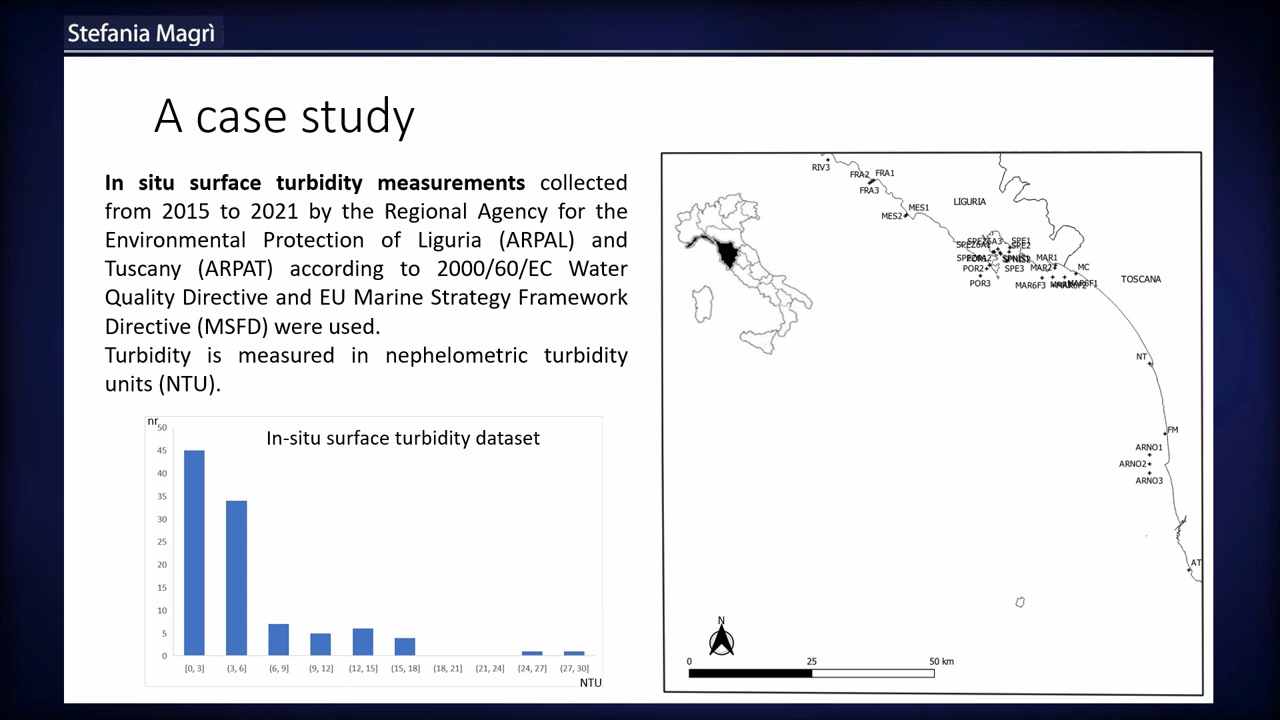 Stefania Magrì
A case study
In situ surface turbidity measurements collected
from 2015 to 2021 by the Regional Agency for the
Environmental Protection of Liguria (ARPAL) and
Tuscany (ARPAT) according to 2000/60/EC Water
Quality Directive and EU Marine Strategy Framework
Directive (MSFD) were used.
Turbidity is measured in nephelometric turbidity
units (NTU).
nr
In-situ surface turbidity dataset
50
45
40
35
30
25
20
15
10
5
0
[0, 3] (3, 6] (6, 9] (9, 12] (12, 15] (15, 18] (18, 21] (21, 24] (24, 27] (27, 30]
NTU
RIV3
FRA2 FRA1
FRA3
MES1
MES2
LIGURIA
SPE1
SPE2
MAR1
POR2 SPE3 MAR2 MC
POR3 MAR6F3
TOSCANA
NT
FM
ARNO1
ARNO2
ARNO3
AT
N
0 25 50 km